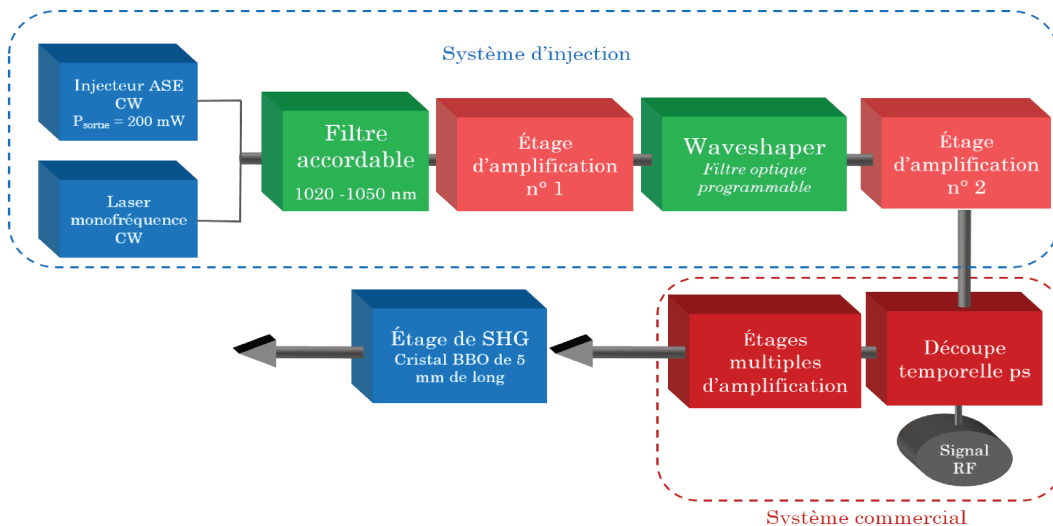 Système d'injection
Injecteur ASE
CW
Psortie = 200 mW
Laser
monofréquence
CW
Filtre
accordable
1020 -1050 nm
Étage
d'amplification
n° 1
Waveshaper
Filtre optique
programmable
Étage
d'amplification
n° 2
Étage de SHG
Cristal BBO de 5
mm de long
Étages
multiples
d'amplification
Découpe
temporelle ps
Signal
RF
Système commercial